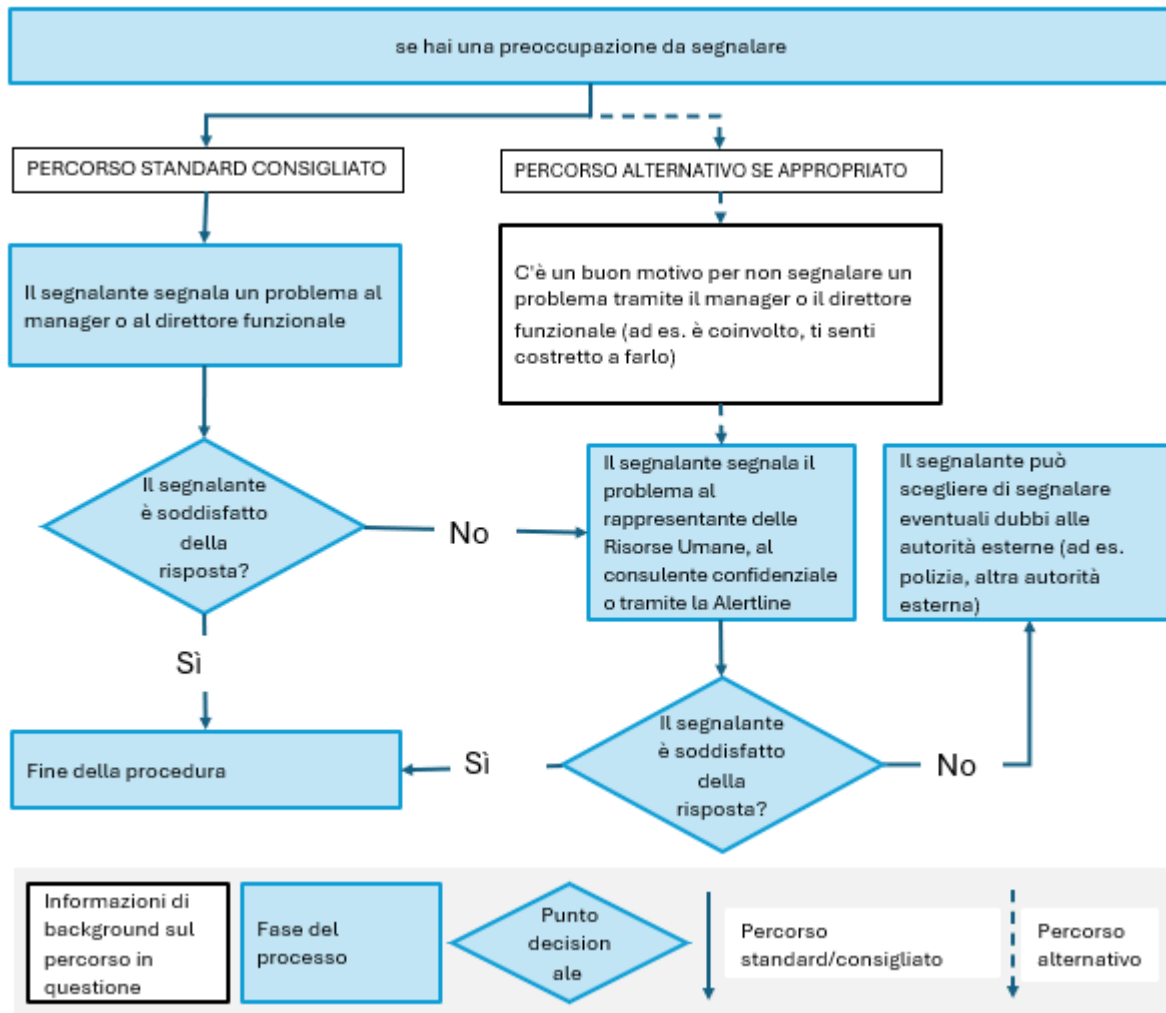 se hai una preoccupazione da segnalare
PERCORSO STANDARD CONSIGLIATO
PERCORSO ALTERNATIVO SE APPROPRIATO
Il segnalante segnala un problema al
manager o al direttore funzionale
C'è un buon motivo per non segnalare un
problema tramite il manager o il direttore
funzionale (ad es. è coinvolto, ti senti
costretto a farlo)
Il segnalante
è soddisfatto
della
risposta?
No
Il segnalante segnala il
problema al
rappresentante delle
Risorse Umane, al
consulente confidenziale
o tramite la Alertline
Il segnalante può
scegliere di segnalare
eventuali dubbi alle
autorità esterne (ad es.
polizia, altra autorità
esterna)
Sì
Fine della procedura
Sì
Il segnalante
è soddisfatto
della
risposta?
No
Informazioni di
background sul
percorso in
questione
Fase del
processo
Punto
decision
ale
Percorso
standard/consigliato
Percorso
alternativo